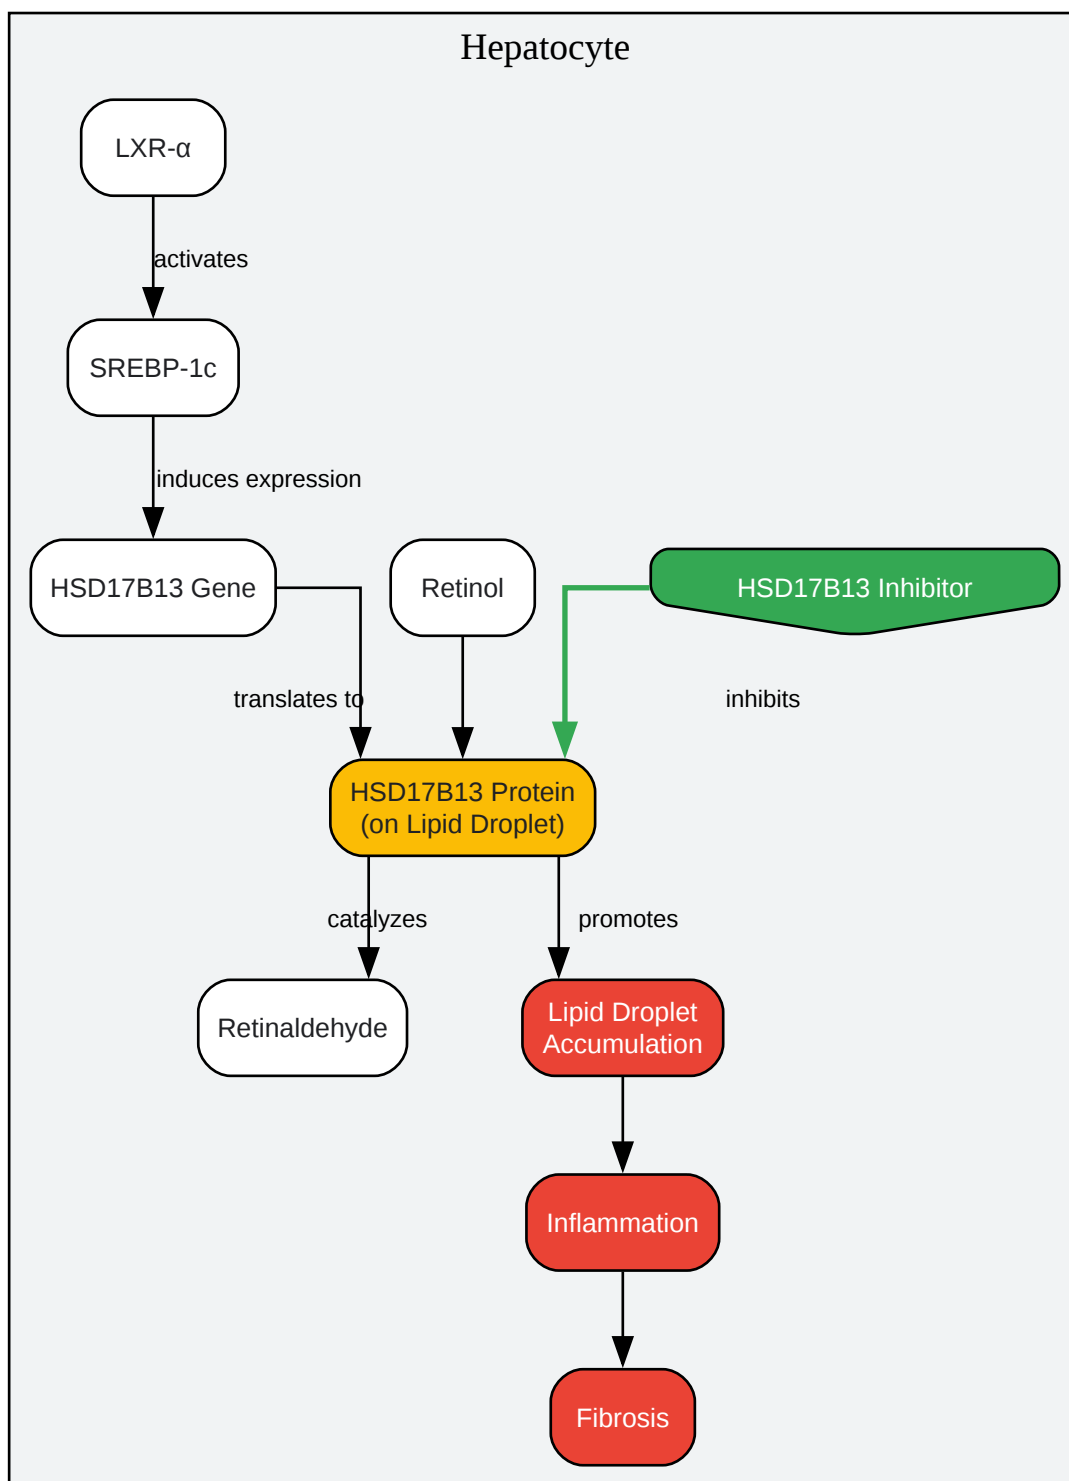 Hepatocyte
LXR-α
activates
SREBP-1c
induces expression
HSD17B13 Gene
Retinol
HSD17B13 Inhibitor
translates to
inhibits
HSD17B13 Protein
(on Lipid Droplet)
catalyzes
promotes
Retinaldehyde
Lipid Droplet
Accumulation
Inflammation
Fibrosis